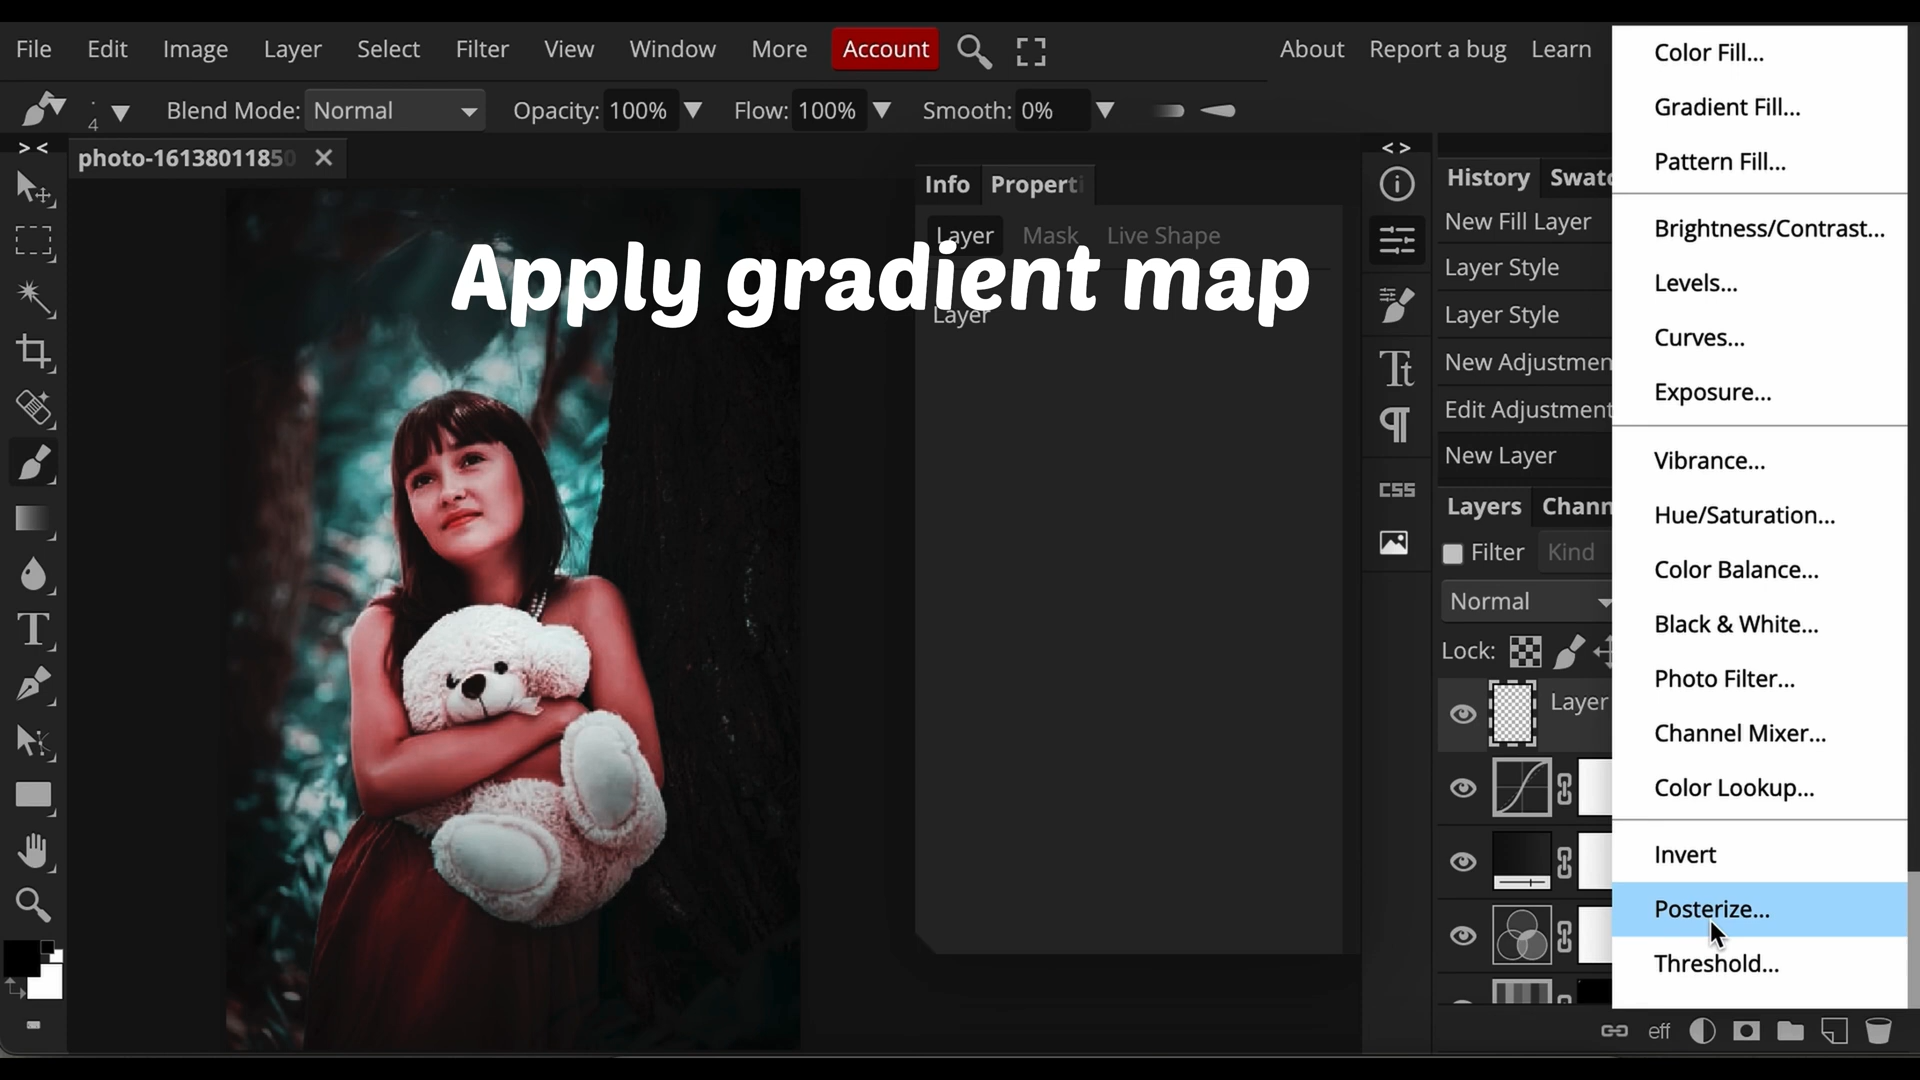 File Edit Image Layer Select Filter View Window More Account About Report a bug Learn
4 Blend Mode: Normal Opacity: 100% Flow: 100% Smooth: 0%
photo-16138011850
Info Properti
Layer Mask Live Shape
Apply gradient map
Layer
History Swatc
New Fill Layer
Layer Style
Layer Style
New Adjustmen
Edit Adjustment
New Layer
CSS
Layers Chann
Filter Kind
Normal
Lock:
Layer
Color Fill...
Gradient Fill...
Pattern Fill...
Brightness/Contrast...
Levels...
Curves...
Exposure...
Vibrance...
Hue/Saturation...
Color Balance...
Black & White...
Photo Filter...
Channel Mixer...
Color Lookup...
Invert
Posterize...
Threshold...
eff